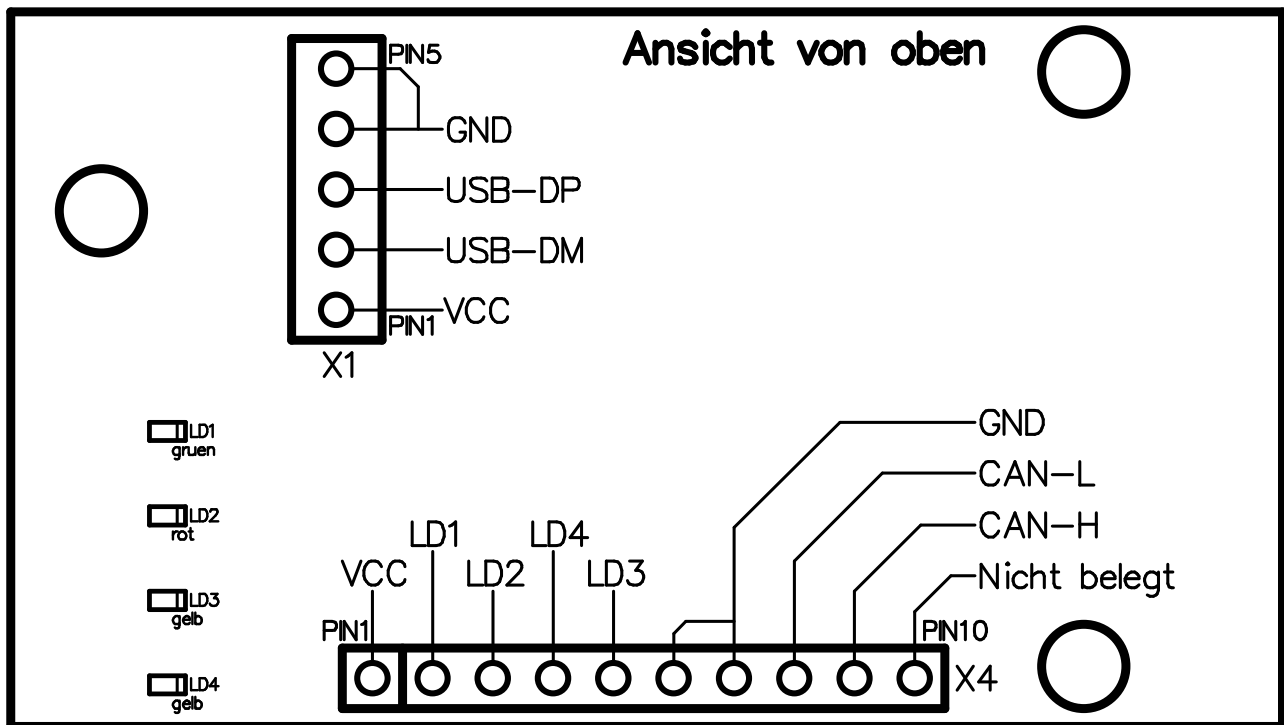 Ansicht von oben
PIN5
GND
USB-DP
USB-DM
VCC
PIN1
X1
LD1
gruen
LD2
rot
LD3
gelb
LD4
gelb
GND
CAN-L
CAN-H
Nicht belegt
LD1
LD4
VCC
LD2
LD3
PIN1
PIN10
X4